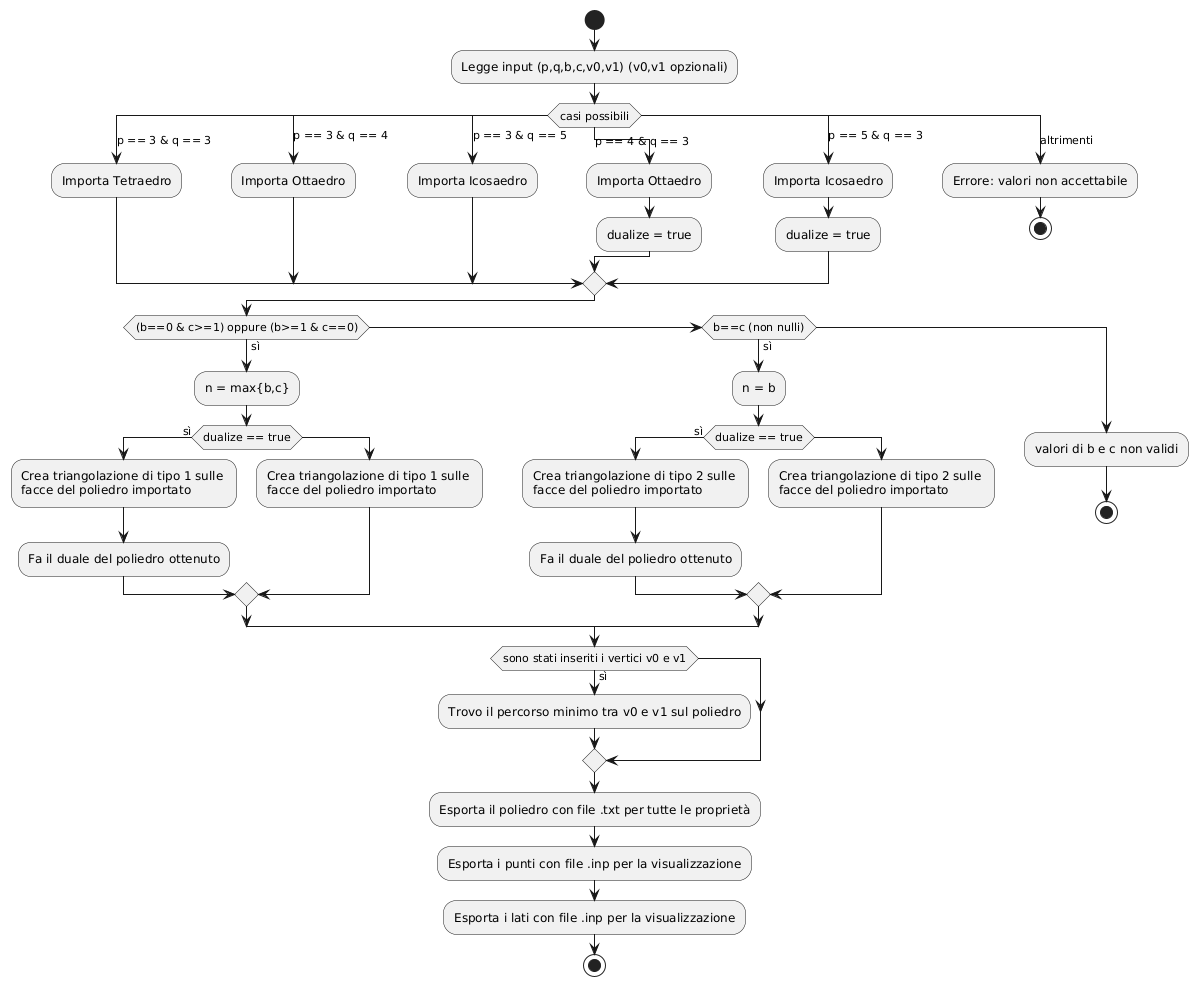 Legge input (p,q,b,c,v0,v1) (v0,v1 opzionali)
casi possibili
p == 3 & q == 3
p == 3 & q == 4
p == 3 & q == 5
p == 4 & q == 3
p == 5 & q == 3
altrimenti
Importa Tetraedro
Importa Ottaedro
Importa Icosaedro
Importa Ottaedro
Importa Icosaedro
Errore: valori non accettabile
dualize = true
dualize = true
(b==0 & c>=1) oppure (b>=1 & c==0)
b==c (non nulli)
sì
sì
n = max{b,c}
n = b
sì
dualize == true
sì
dualize == true
valori di b e c non validi
Crea triangolazione di tipo 1 sulle
facce del poliedro importato
Crea triangolazione di tipo 1 sulle
facce del poliedro importato
Crea triangolazione di tipo 2 sulle
facce del poliedro importato
Crea triangolazione di tipo 2 sulle
facce del poliedro importato
Fa il duale del poliedro ottenuto
Fa il duale del poliedro ottenuto
sono stati inseriti i vertici v0 e v1
sì
Trovo il percorso minimo tra v0 e v1 sul poliedro
Esporta il poliedro con file .txt per tutte le proprietà
Esporta i punti con file .inp per la visualizzazione
Esporta i lati con file .inp per la visualizzazione